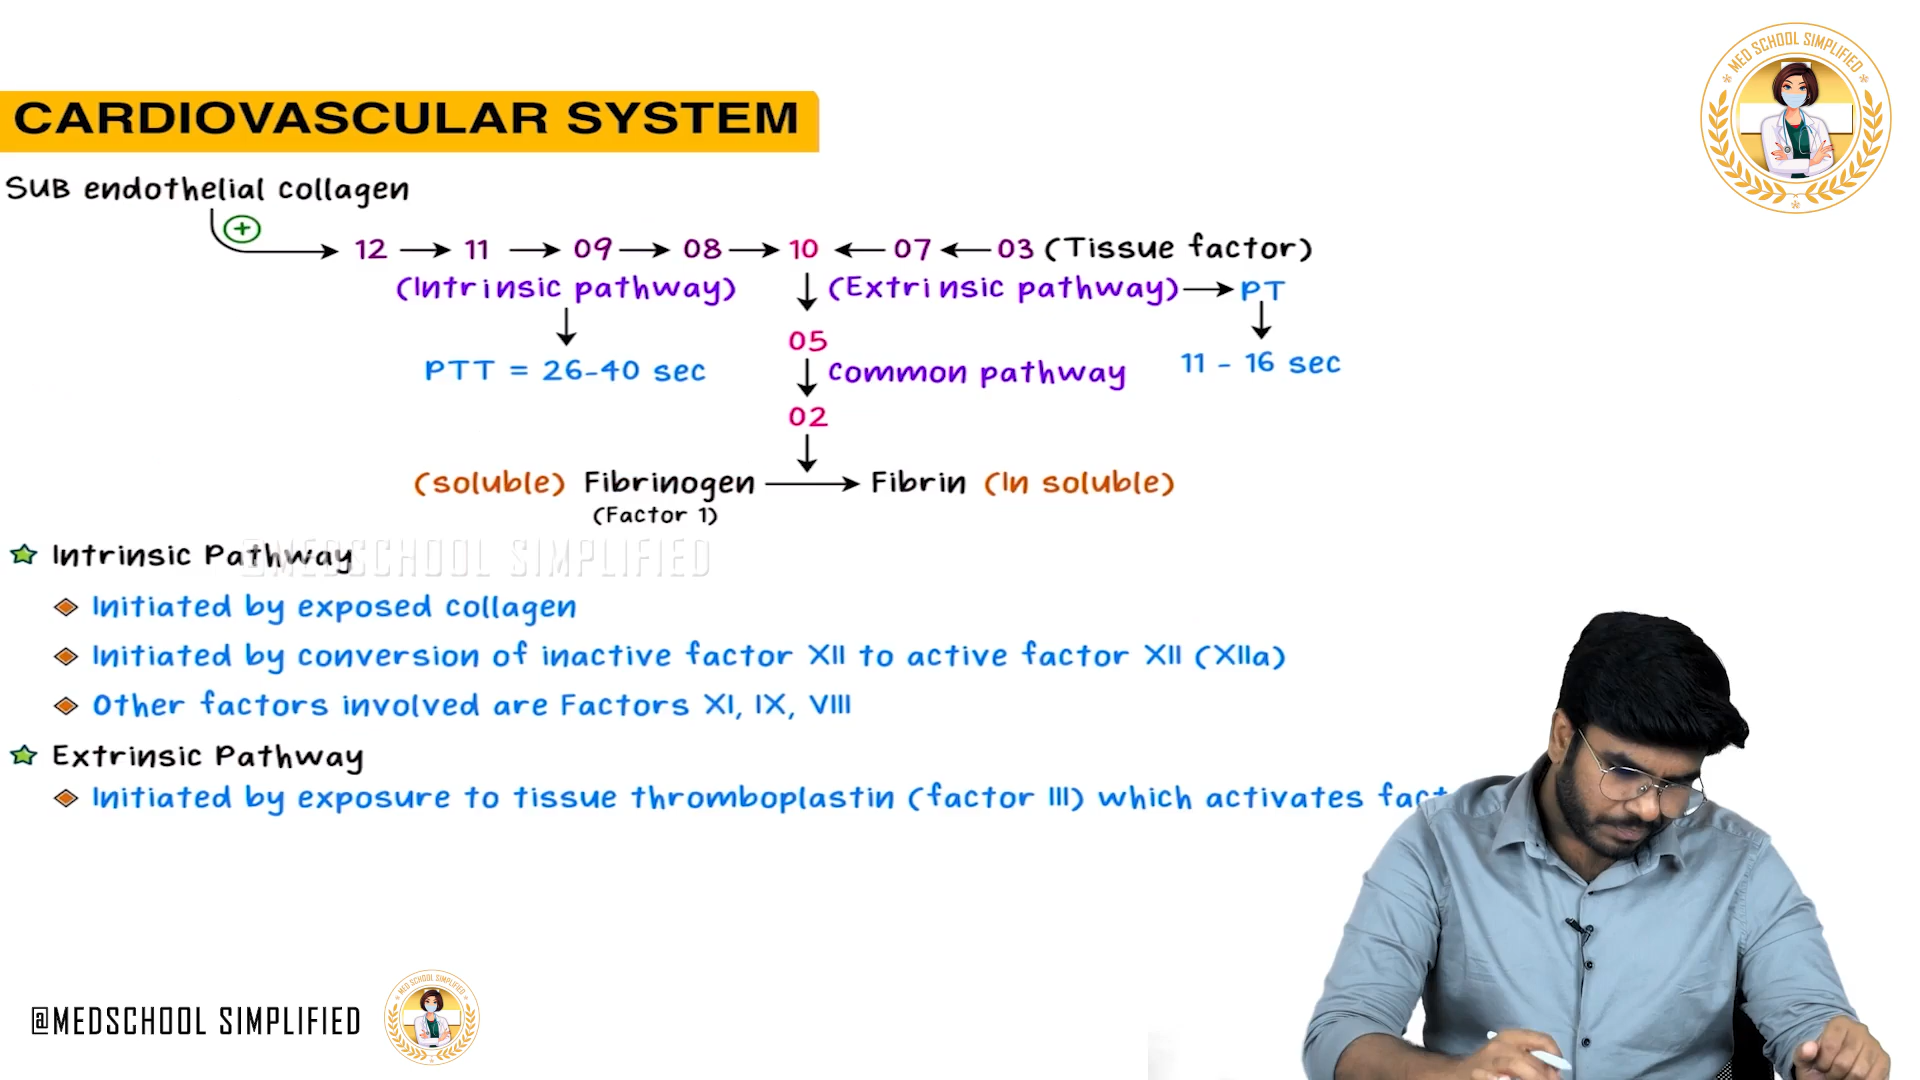 MED SCHOOL SIMPLIFIED
CARDIOVASCULAR SYSTEM
SUB endothelial collagen
+
12 → 11 → 09 → 08 → 10 ← 07 ← 03 (Tissue factor)
(Intrinsic pathway) (Extrinsic pathway) → PT
05
PTT = 26-40 sec common pathway 11 - 16 sec
02
(soluble) Fibrinogen → Fibrin (In soluble)
(Factor 1)
@MEDSCHOOL SIMPLIFIED
Intrinsic Pathway
Initiated by exposed collagen
Initiated by conversion of inactive factor XII to active factor XII (XIIa)
Other factors involved are Factors XI, IX, VIII
Extrinsic Pathway
Initiated by exposure to tissue thromboplastin (factor III) which activates fact
@MEDSCHOOL SIMPLIFIED
MED SCHOOL SIMPLIFIED